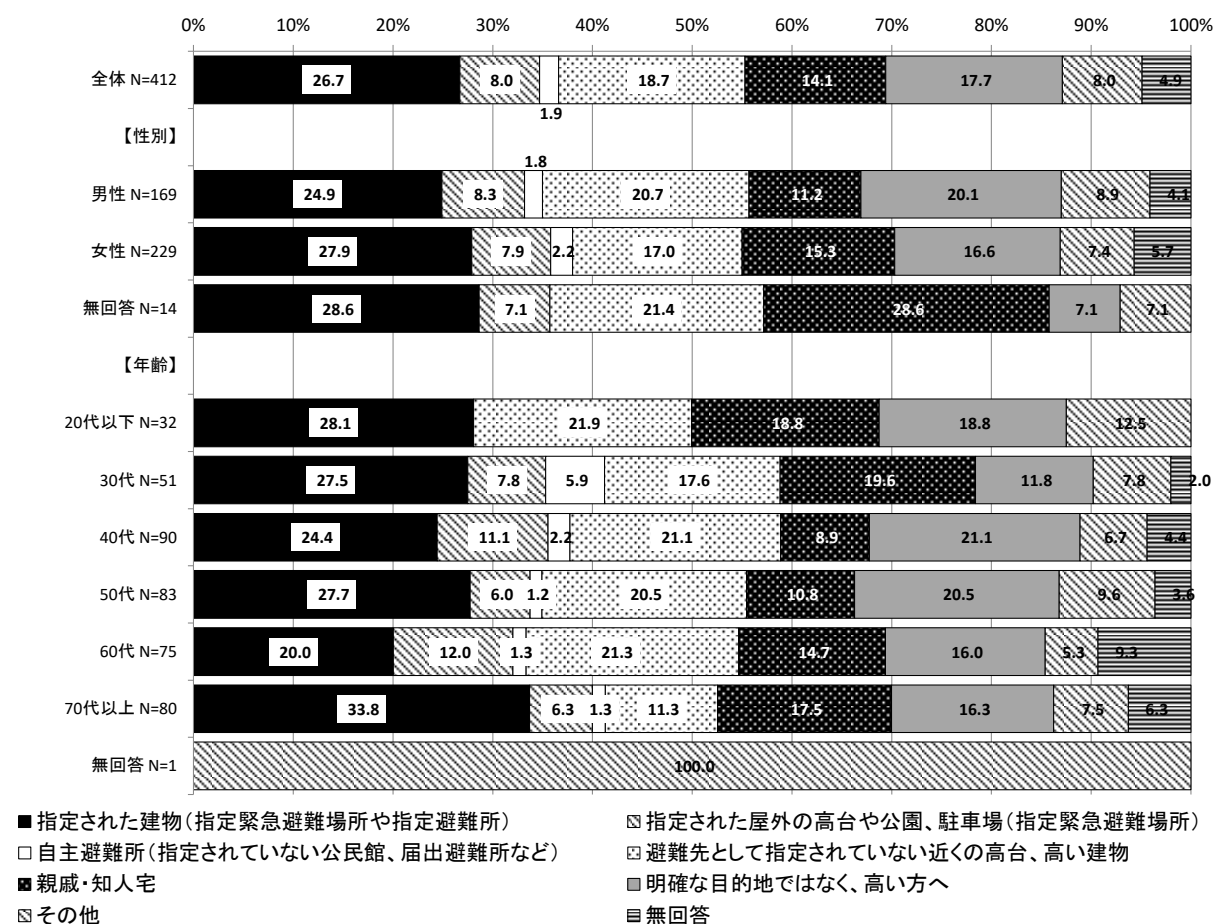 0% 10% 20% 30% 40% 50% 60% 70% 80% 90% 100%
全体 N=412 26.7 8.0 1.9 18.7 14.1 17.7 8.0 4.9
【性別】
男性 N=169 24.9 8.3 1.8 20.7 11.2 20.1 8.9 4.1
女性 N=229 27.9 7.9 2.2 17.0 15.3 16.6 7.4 5.7
無回答 N=14 28.6 7.1 21.4 28.6 7.1 7.1
【年齢】
20代以下 N=32 28.1 21.9 18.8 18.8 12.5
30代 N=51 27.5 7.8 5.9 17.6 19.6 11.8 7.8 2.0
40代 N=90 24.4 11.1 2.2 21.1 8.9 21.1 6.7 4.4
50代 N=83 27.7 6.0 1.2 20.5 10.8 20.5 9.6 3.6
60代 N=75 20.0 12.0 1.3 21.3 14.7 16.0 5.3 9.3
70代以上 N=80 33.8 6.3 1.3 11.3 17.5 16.3 7.5 6.3
無回答 N=1 100.0
指定された建物（指定緊急避難場所や指定避難所）
指定された屋外の高台や公園、駐車場（指定緊急避難場所）
自主避難所（指定されていない公民館、届出避難所など）
避難先として指定されていない近くの高台、高い建物
親戚・知人宅
明確な目的地ではなく、高い方へ
その他
無回答